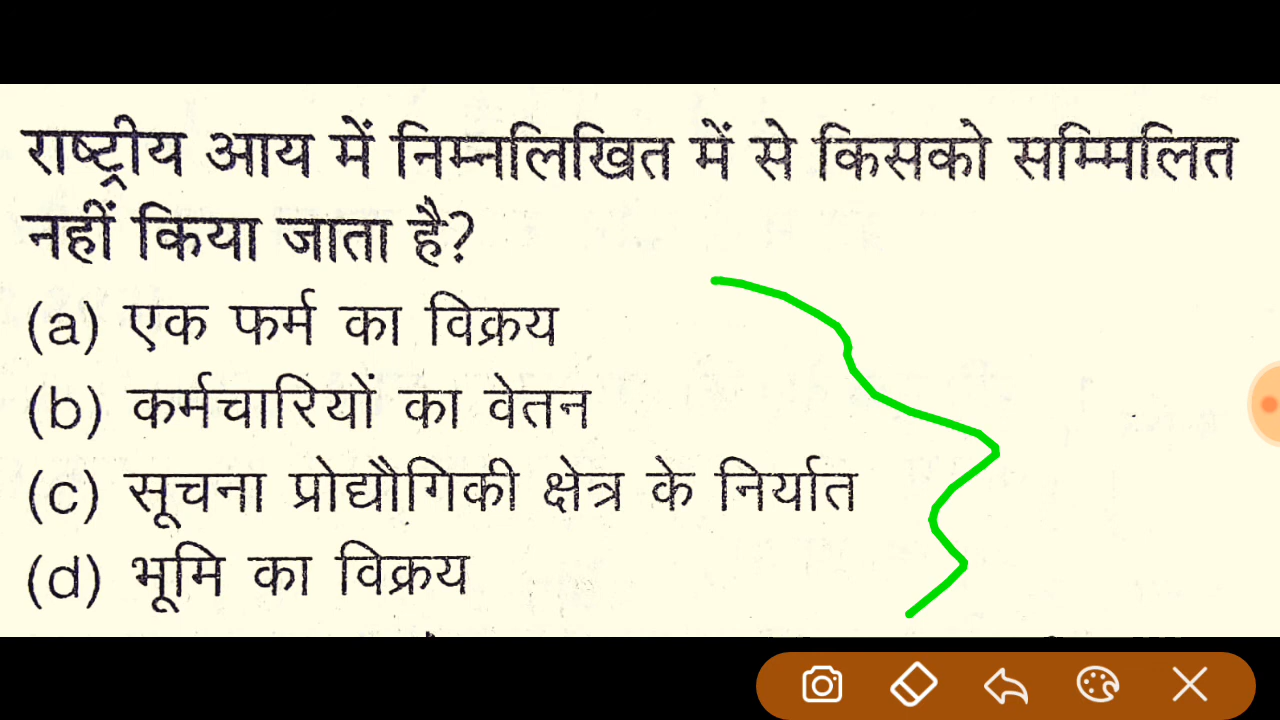 राष्ट्रीय आय में निम्नलिखित में से किसको सम्मिलित
नहीं किया जाता है?
(a) एक फर्म का विक्रय
(b) कर्मचारियों का वेतन
(c) सूचना प्रोद्यौगिकी क्षेत्र के निर्यात
(d) भूमि का विक्रय